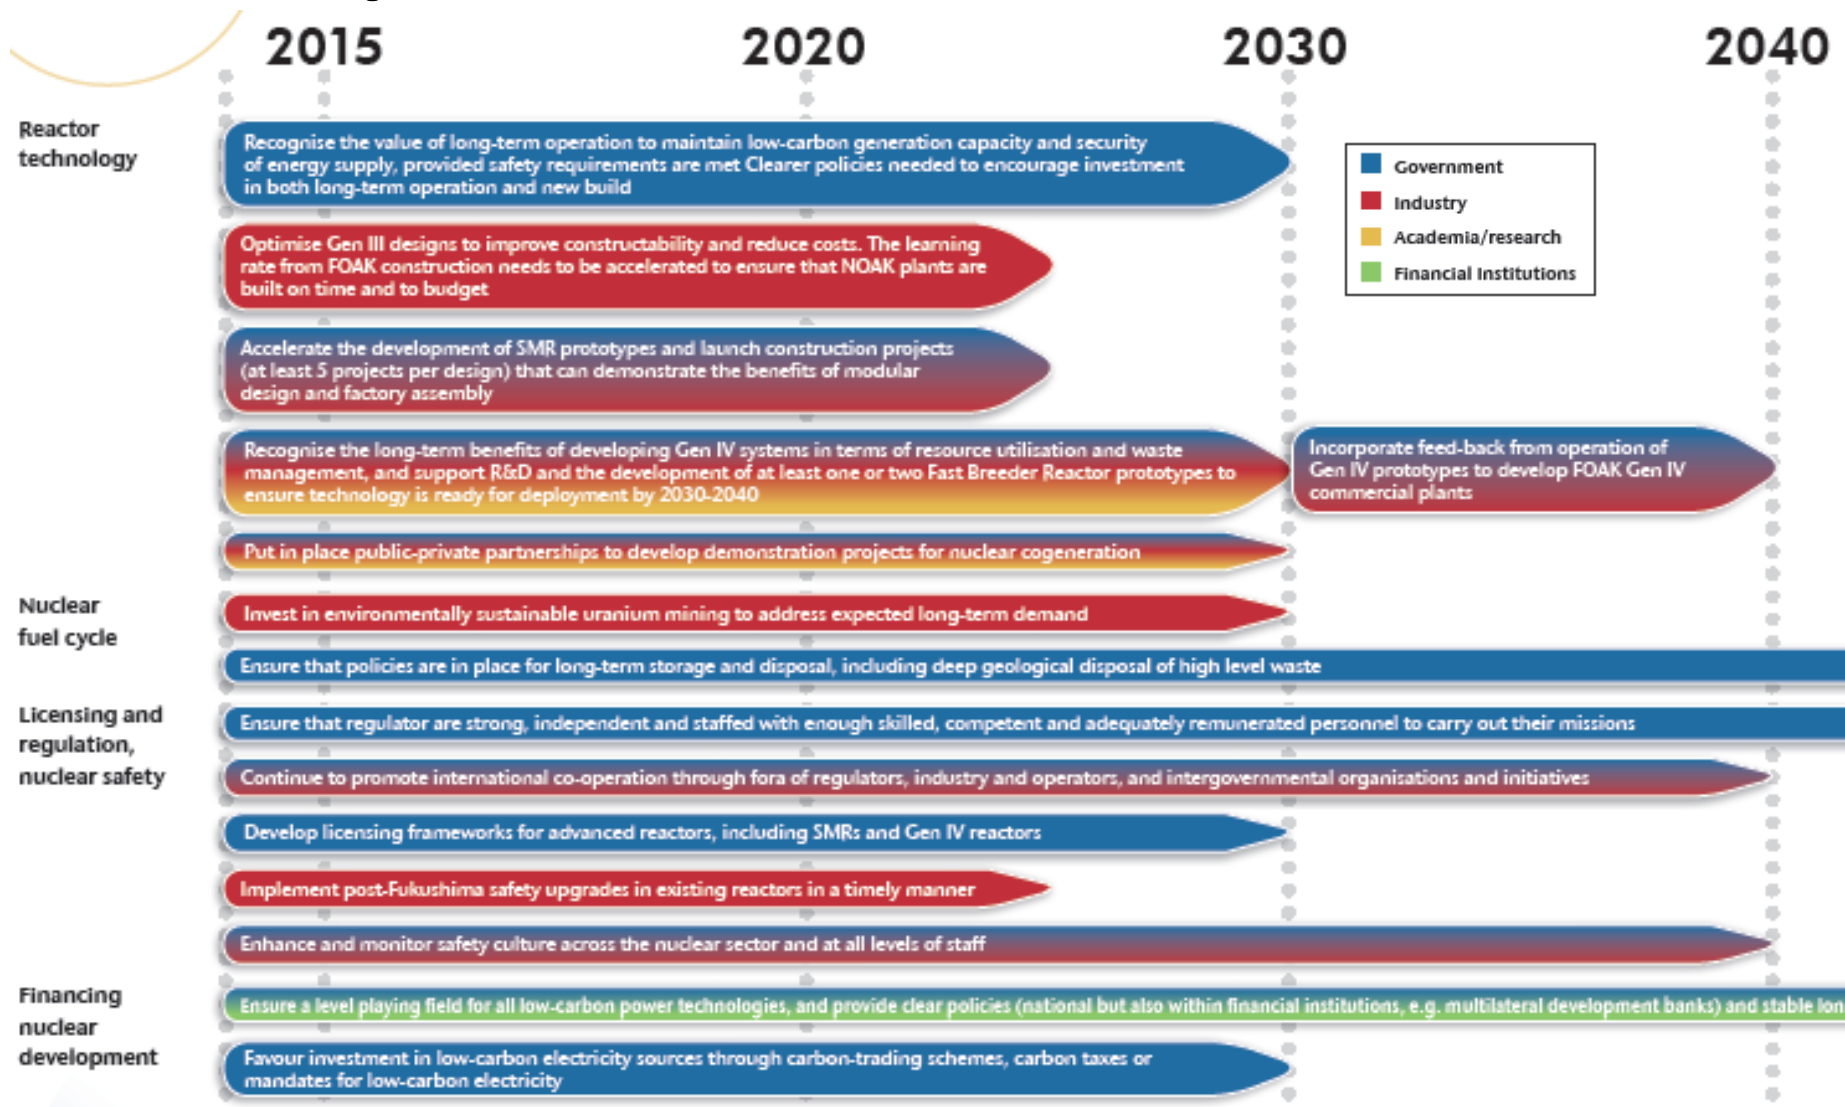 2015 2020 2030 2040
Reactor
technology
Recognise the value of long-term operation to maintain low-carbon generation capacity and security
of energy supply, provided safety requirements are met Clearer policies needed to encourage investment
in both long-term operation and new build
Government
Industry
Academia/research
Financial Institutions
Optimise Gen III designs to improve constructability and reduce costs. The learning
rate from FOAK construction needs to be accelerated to ensure that NOAK plants are
built on time and to budget
Accelerate the development of SMR prototypes and launch construction projects
(at least 5 projects per design) that can demonstrate the benefits of modular
design and factory assembly
Recognise the long-term benefits of developing Gen IV systems in terms of resource utilisation and waste
management, and support R&D and the development of at least one or two Fast Breeder Reactor prototypes to
ensure technology is ready for deployment by 2030-2040
Incorporate feed-back from operation of
Gen IV prototypes to develop FOAK Gen IV
commercial plants
Put in place public-private partnerships to develop demonstration projects for nuclear cogeneration
Nuclear
fuel cycle
Invest in environmentally sustainable uranium mining to address expected long-term demand
Ensure that policies are in place for long-term storage and disposal, including deep geological disposal of high level waste
Licensing and
regulation,
nuclear safety
Ensure that regulator are strong, independent and staffed with enough skilled, competent and adequately remunerated personnel to carry out their missions
Continue to promote international co-operation through fora of regulators, industry and operators, and intergovernmental organisations and initiatives
Develop licensing frameworks for advanced reactors, including SMRs and Gen IV reactors
Implement post-Fukushima safety upgrades in existing reactors in a timely manner
Enhance and monitor safety culture across the nuclear sector and at all levels of staff
Financing
nuclear
development
Ensure a level playing field for all low-carbon power technologies, and provide clear policies (national but also within financial institutions, e.g. multilateral development banks) and stable lon
Favour investment in low-carbon electricity sources through carbon-trading schemes, carbon taxes or
mandates for low-carbon electricity